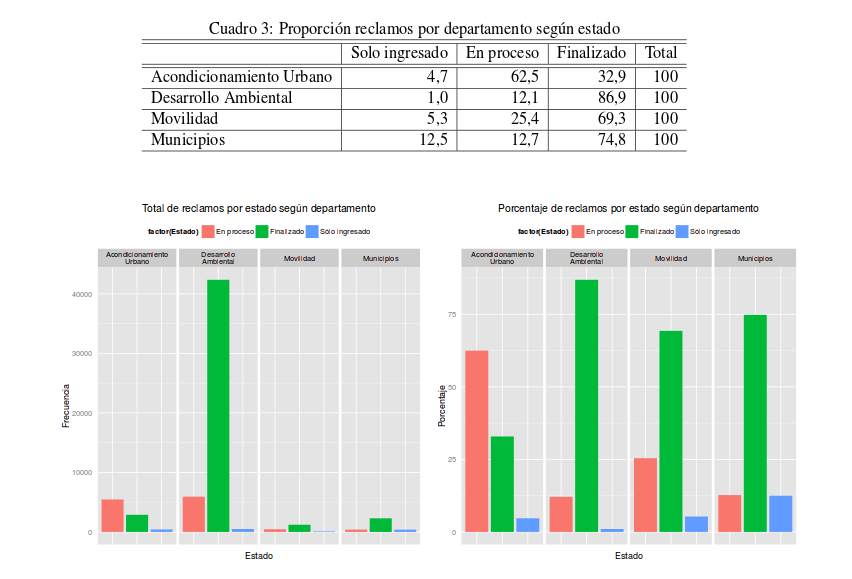 Cuadro 3: Proporción reclamos por departamento según estado
Solo ingresado En proceso Finalizado Total
Acondicionamiento Urbano 4,7 62,5 32,9 100
Desarrollo Ambiental 1,0 12,1 86,9 100
Movilidad 5,3 25,4 69,3 100
Municipios 12,5 12,7 74,8 100
Total de reclamos por estado según departamento
factor(Estado) En proceso Finalizado Sólo ingresado
Acondicionamiento Urbano
Desarrollo Ambiental
Movilidad
Municipios
40000
30000
20000
10000
0
Frecuencia
Estado
Porcentaje de reclamos por estado según departamento
factor(Estado) En proceso Finalizado Sólo ingresado
Acondicionamiento Urbano
Desarrollo Ambiental
Movilidad
Municipios
75
50
25
0
Porcentaje
Estado